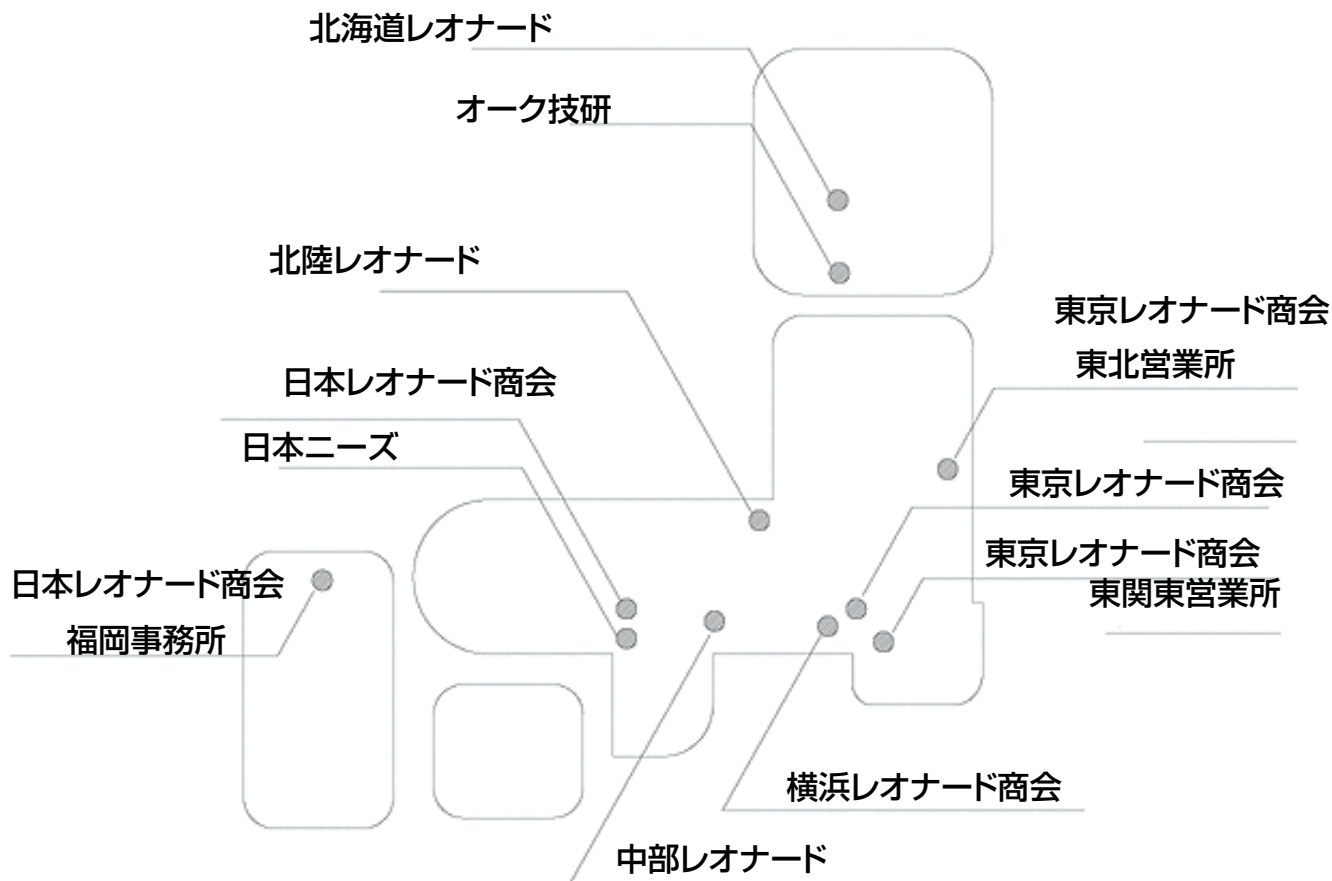 北海道レオナード
オーク技研
北陸レオナード
東京レオナード商会
東北営業所
日本レオナード商会
日本ニーズ
東京レオナード商会
東京レオナード商会
東関東営業所
日本レオナード商会
福岡事務所
横浜レオナード商会
中部レオナード